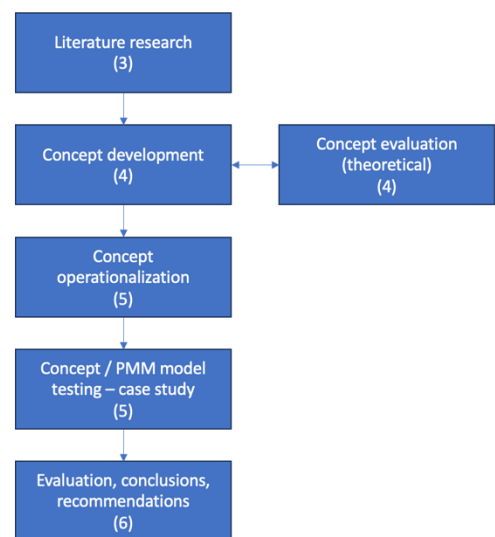 Literature research
(3)
Concept development
(4)
Concept evaluation
(theoretical)
(4)
Concept
operationalization
(5)
Concept / PMM model
testing – case study
(5)
Evaluation, conclusions,
recommendations
(6)